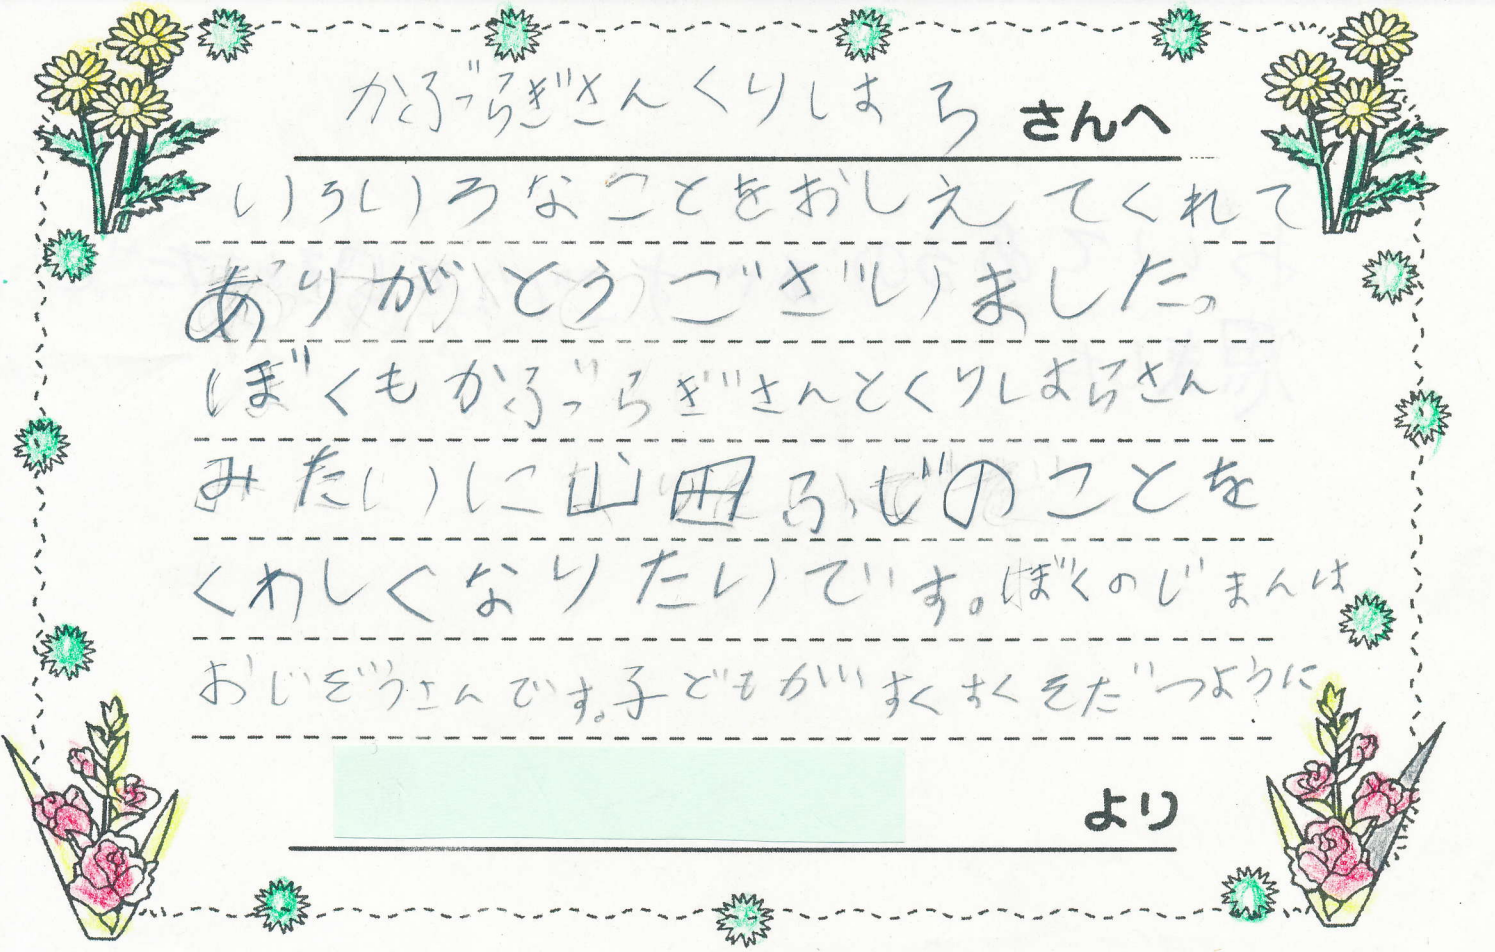 かぶらぎさんくりしはらさんへ
いろいろなことをおしえてくれて
ありがとうございました。
ぼくもかぶらぎさんとくりしはらさん
みたいに山田ふじのことを
くわしくなりたいです。ぼくのじまんは
おじぞうさんです。子どもがすくすくそだつように
より